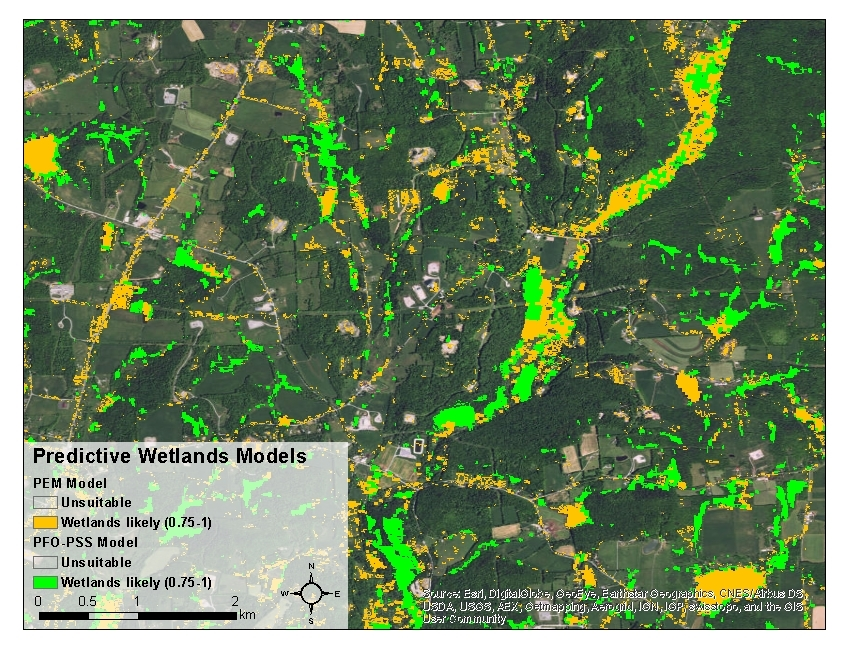 Predictive Wetlands Models
PEM Model
Unsuitable
Wetlands likely (0.75-1)
PFO-PSS Model
Unsuitable
Wetlands likely (0.75-1)
0 0.5 1 2
km
N
W E
S
Source: Esri, DigitalGlobe, GeoEye, Earthstar Geographics, CNES/Airbus DS,
USDA, USGS, AEX, Getmapping, Aerogrid, IGN, IGP, swisstopo, and the GIS
User Community